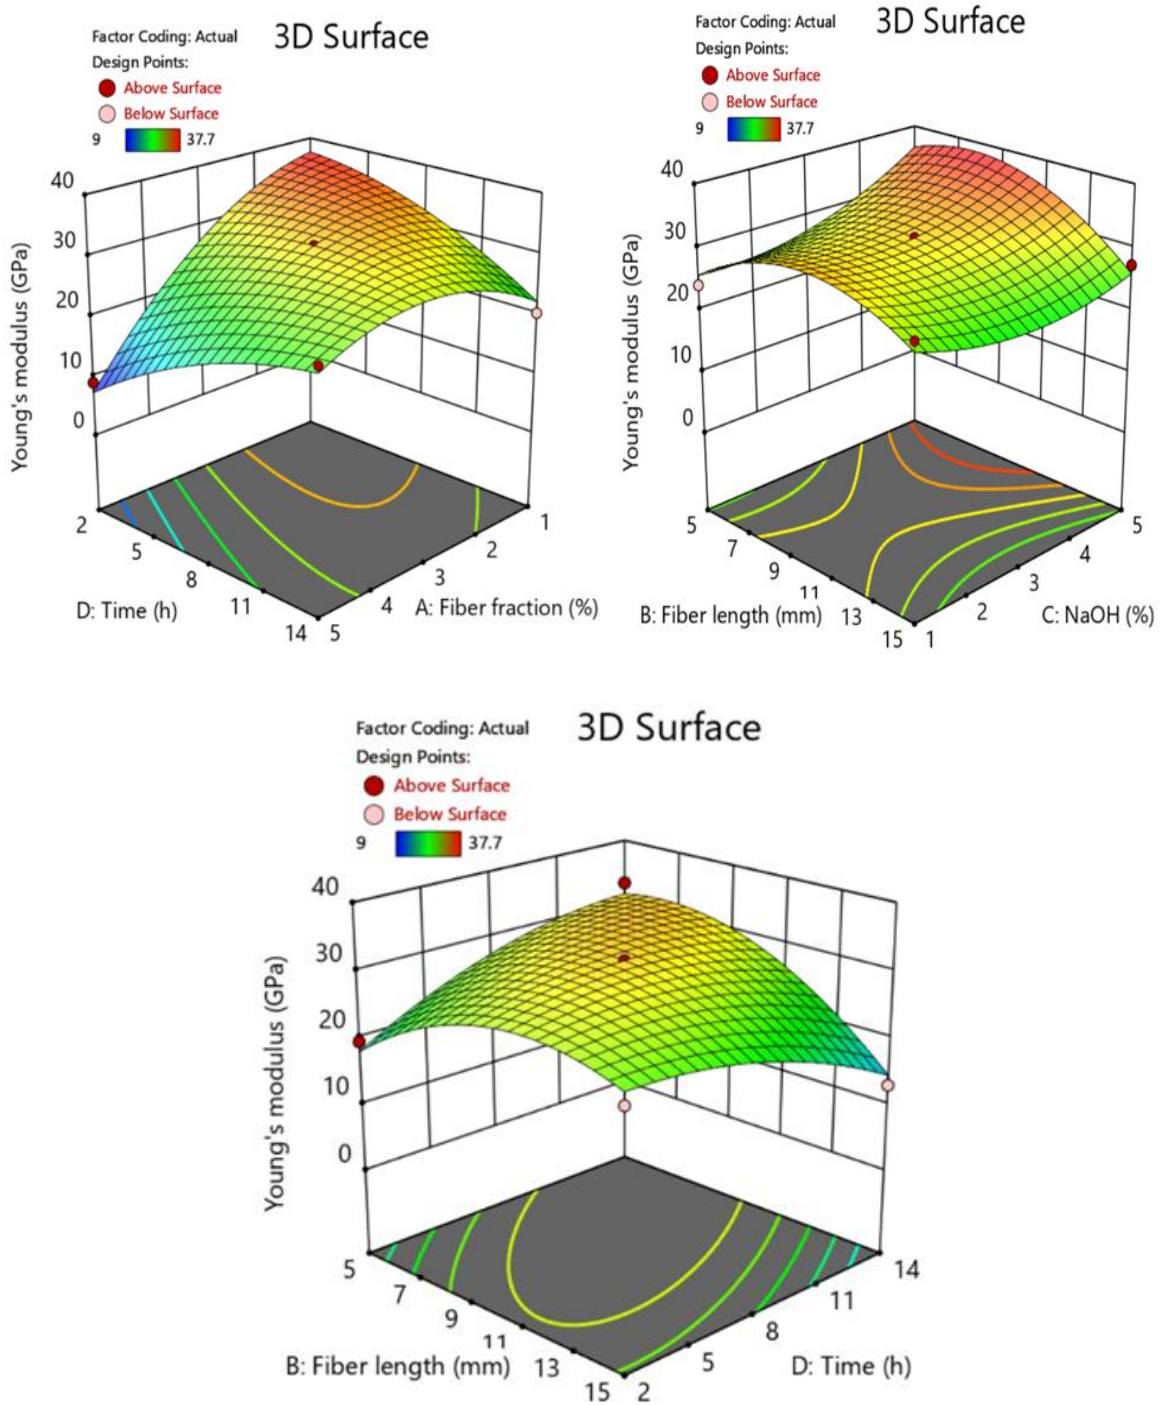 Factor Coding: Actual
3D Surface
Design Points:
Above Surface
Below Surface
9
37.7
40
30
20
10
0
Young's modulus (GPa)
2
5
8
11
14
D: Time (h)
5
4
3
2
1
A: Fiber fraction (%)
Factor Coding: Actual
3D Surface
Design Points:
Above Surface
Below Surface
9
37.7
40
30
20
10
0
Young's modulus (GPa)
5
7
9
11
13
15
B: Fiber length (mm)
1
2
3
4
5
C: NaOH (%)
Factor Coding: Actual
3D Surface
Design Points:
Above Surface
Below Surface
9
37.7
40
30
20
10
0
Young's modulus (GPa)
5
7
9
11
13
15
B: Fiber length (mm)
2
5
8
11
14
D: Time (h)